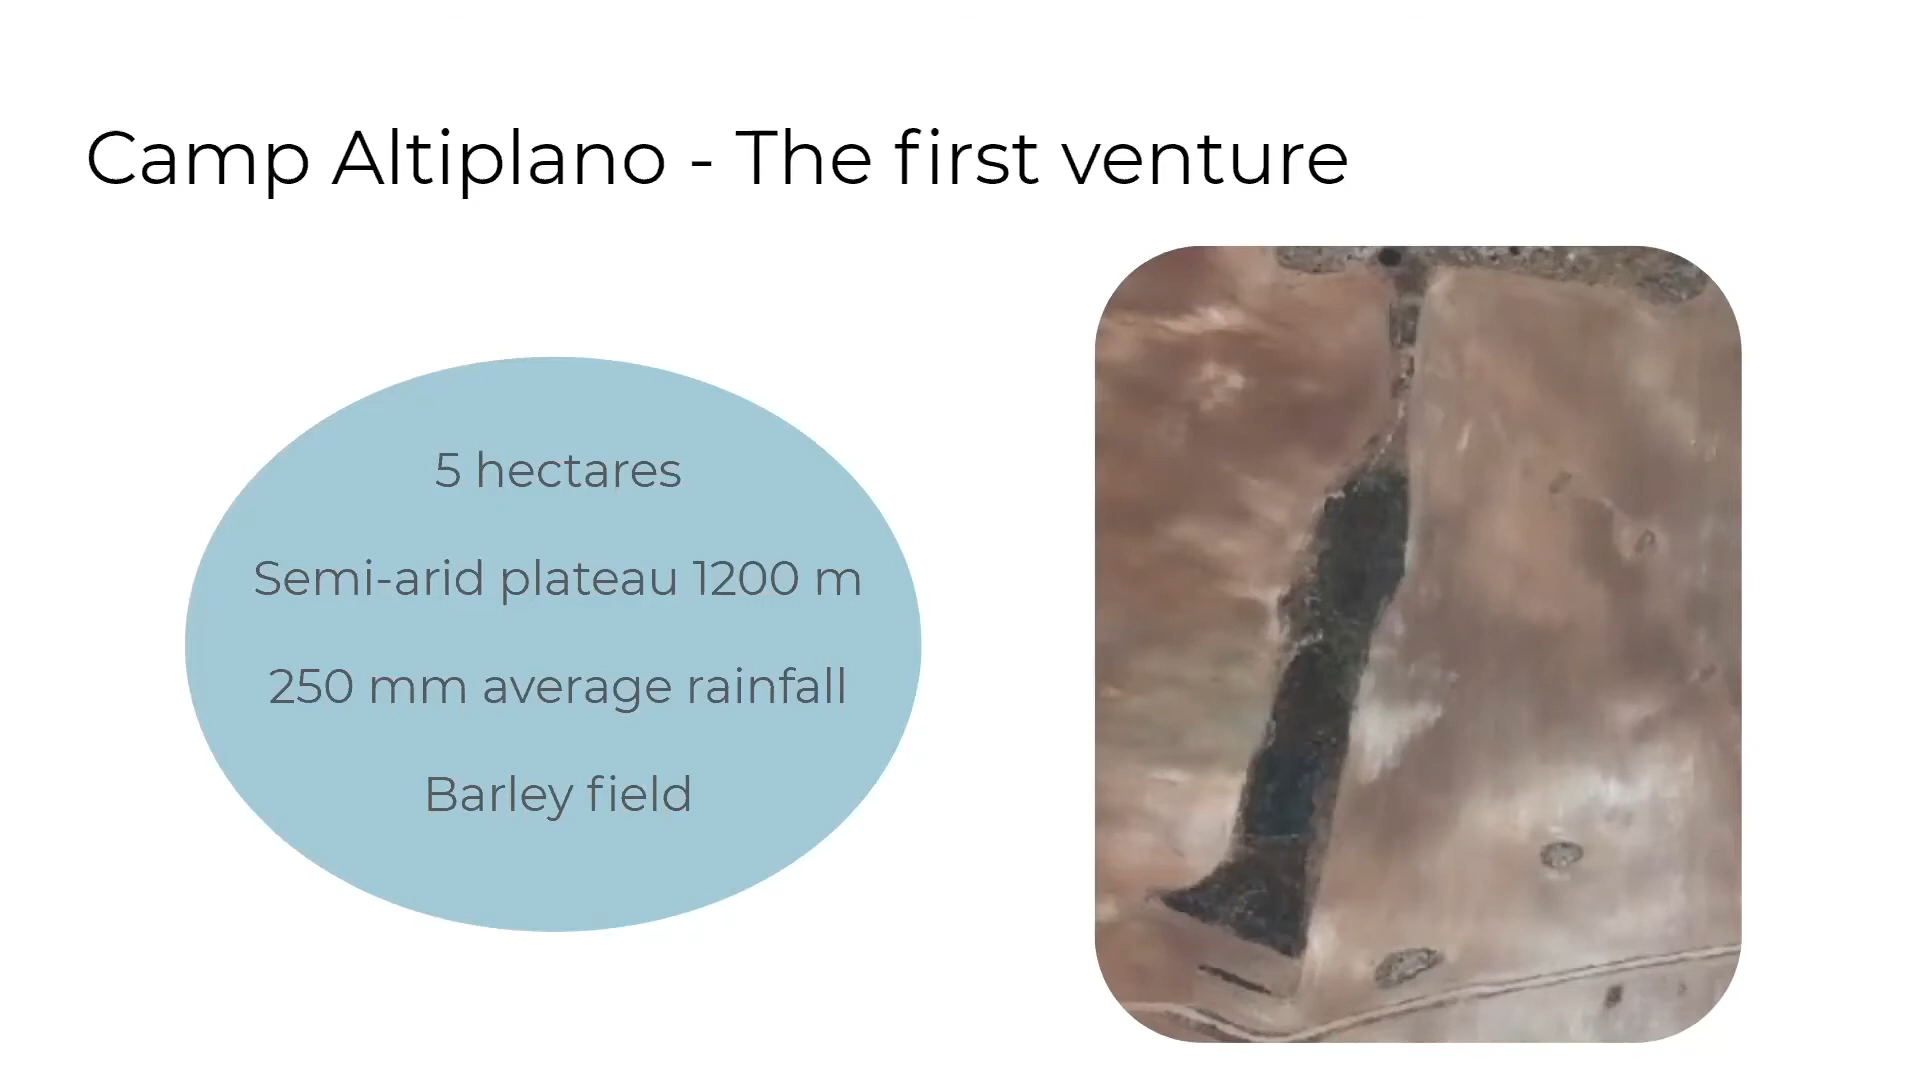 Camp Altiplano - The first venture
5 hectares
Semi-arid plateau 1200 m
250 mm average rainfall
Barley field